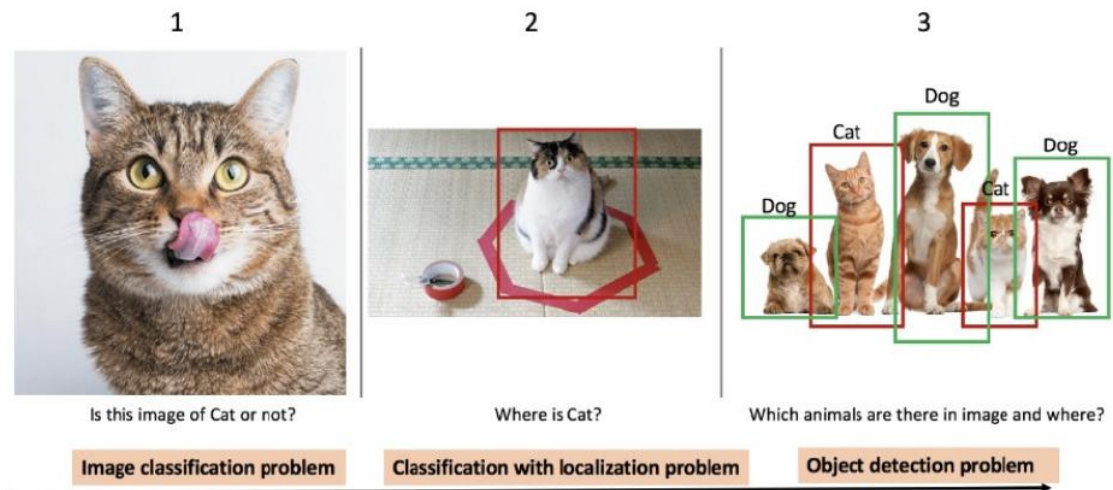 1
2
3
Dog
Cat
Dog
Dog
Cat
Is this image of Cat or not?
Where is Cat?
Which animals are there in image and where?
Image classification problem
Classification with localization problem
Object detection problem